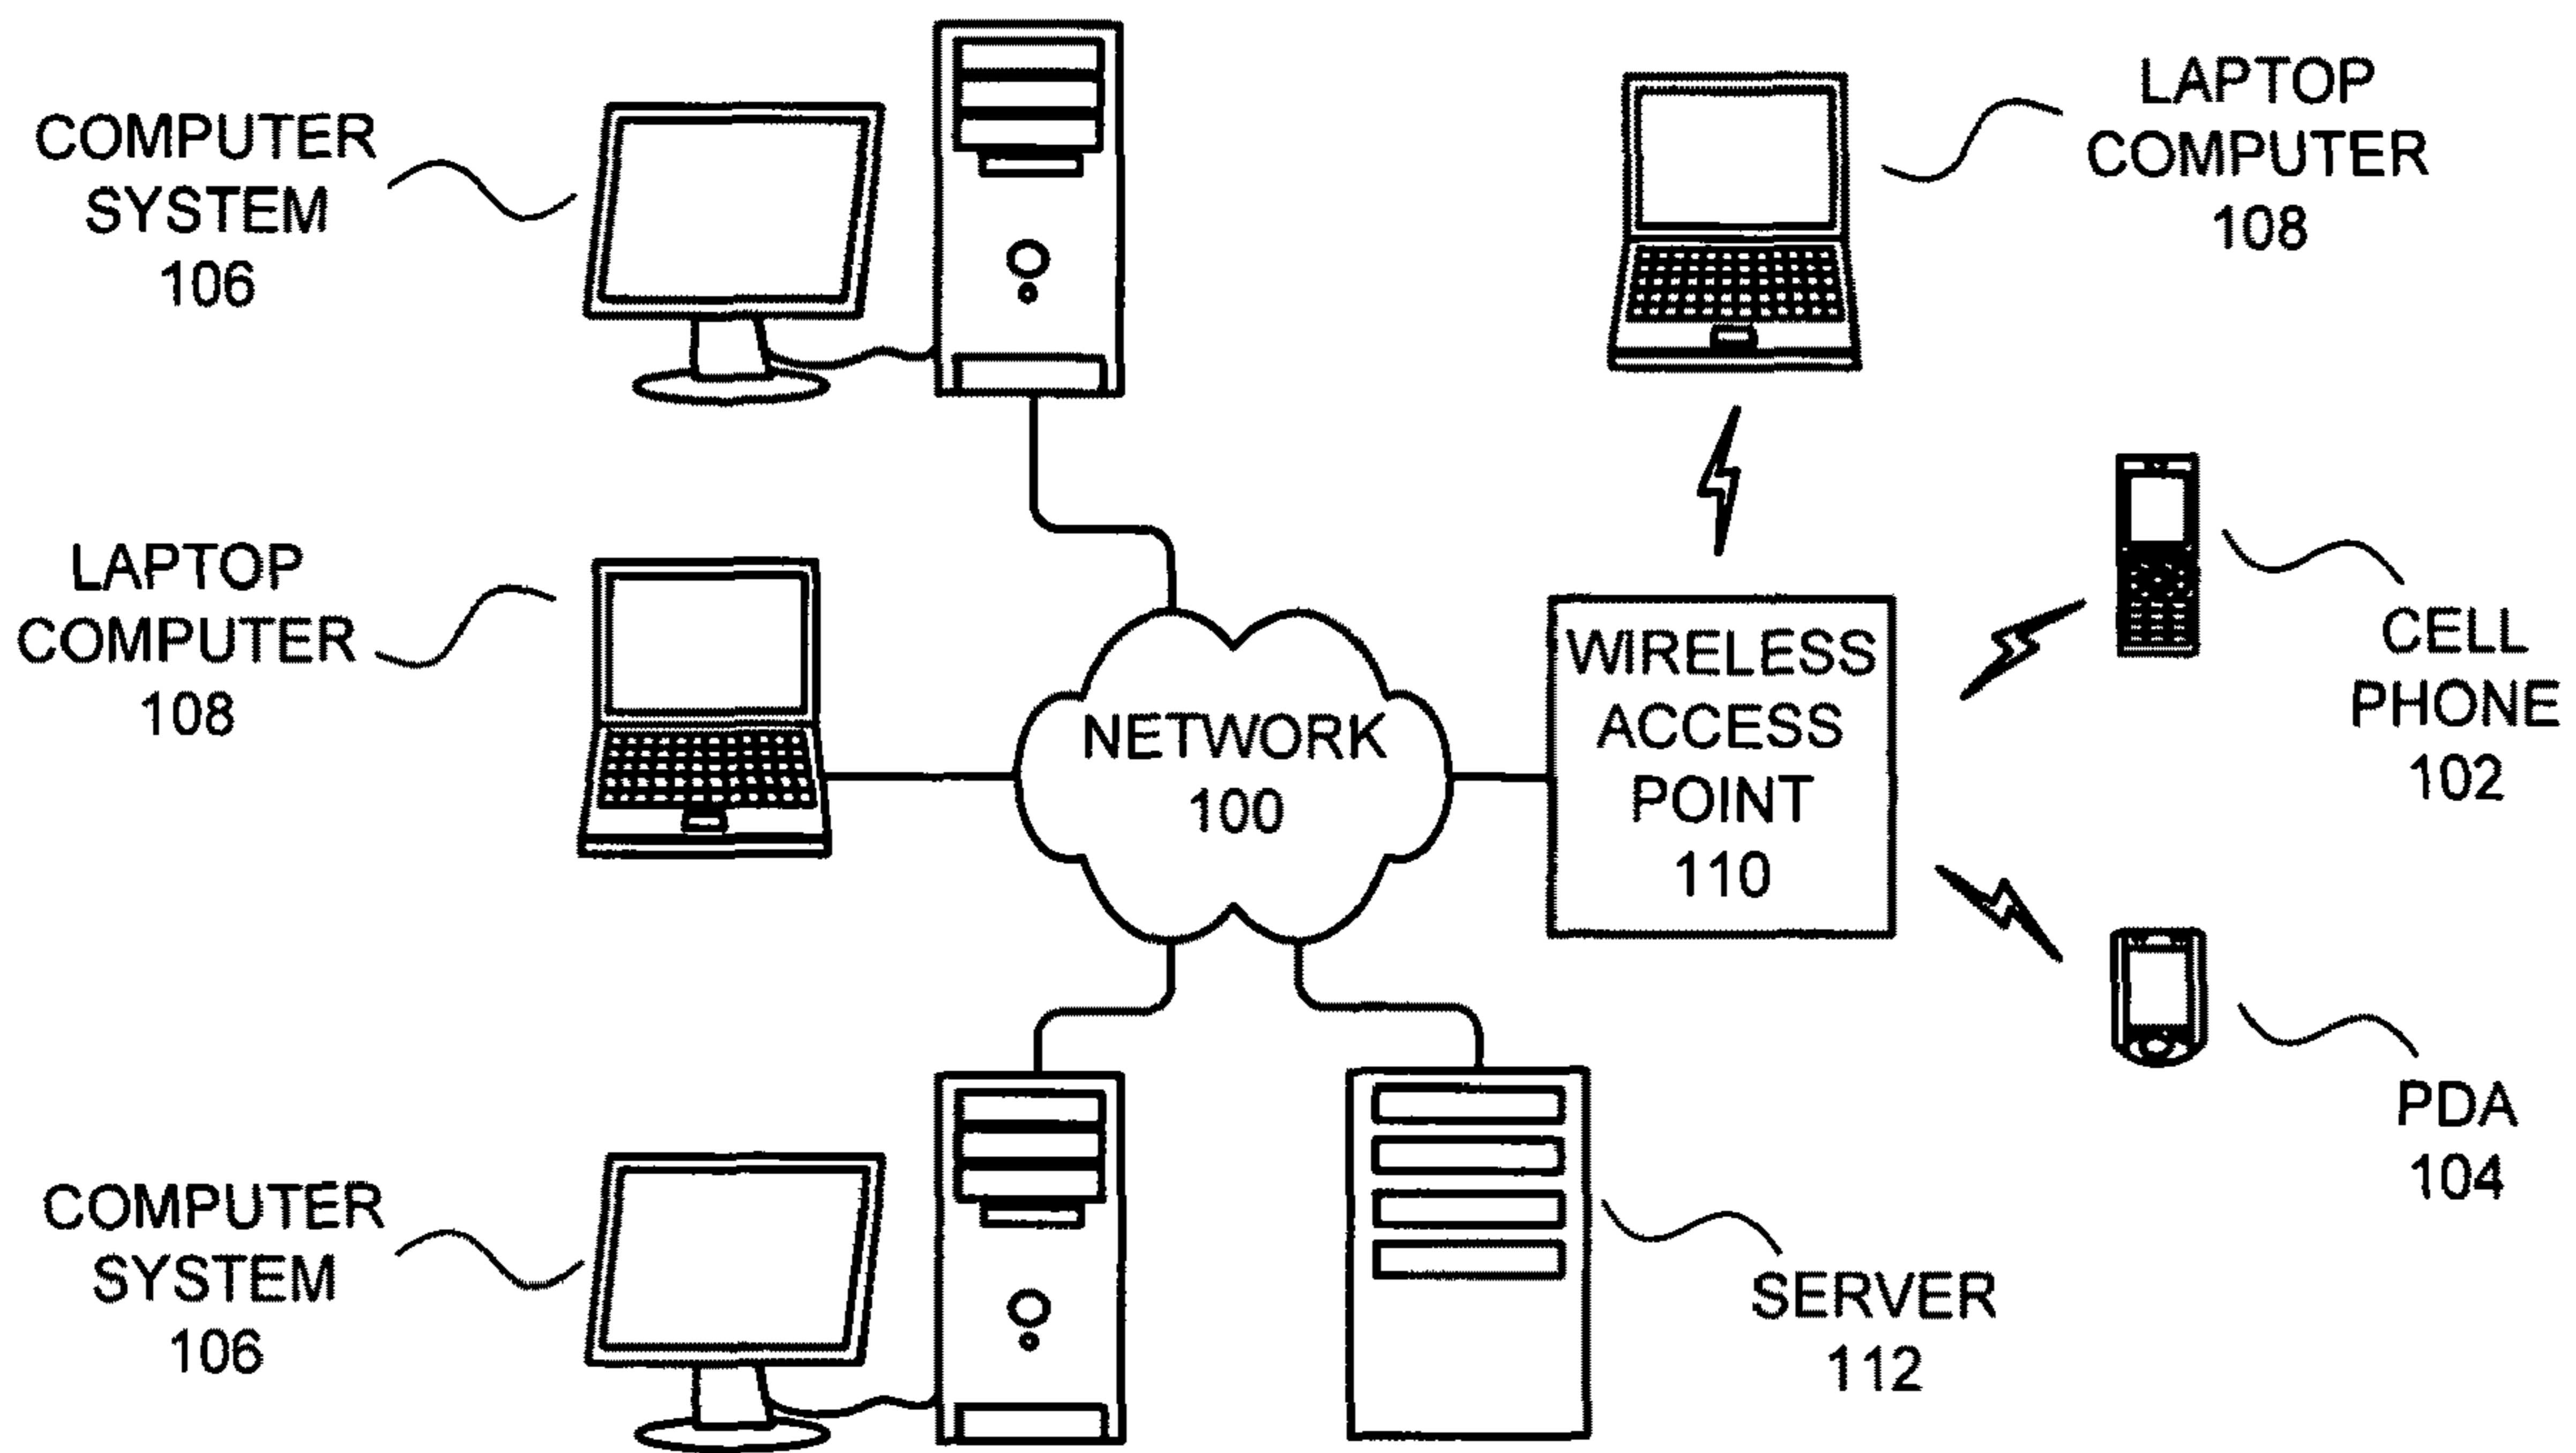 COMPUTER
SYSTEM
106
LAPTOP
COMPUTER
108
LAPTOP
COMPUTER
108
NETWORK
100
WIRELESS
ACCESS
POINT
110
CELL
PHONE
102
PDA
104
COMPUTER
SYSTEM
106
SERVER
112